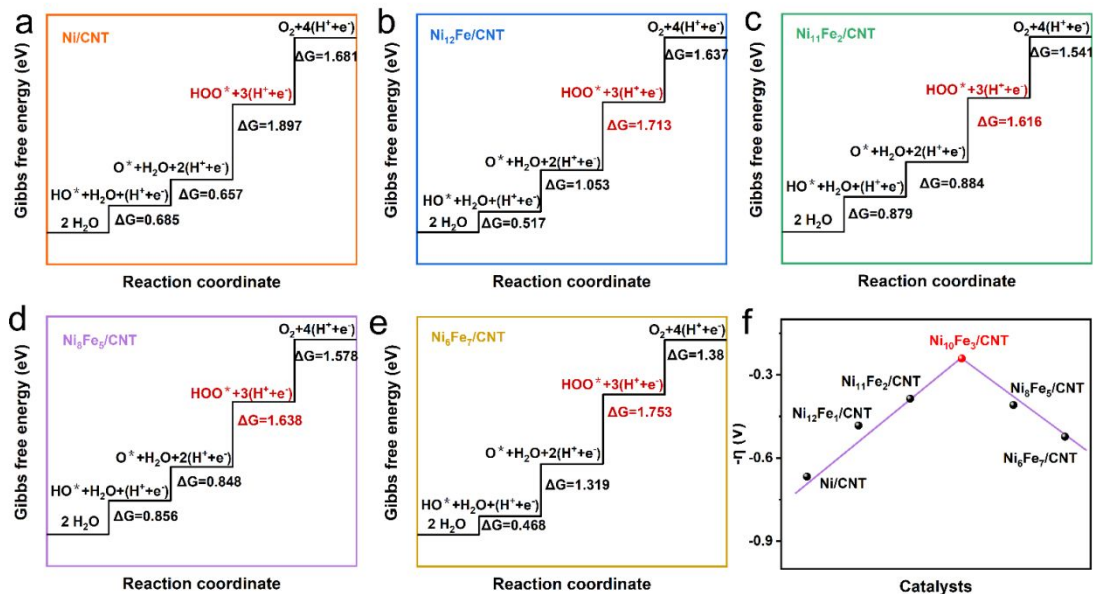 a
Ni/CNT
O₂+4(H⁺+e⁻)
ΔG=1.681
HOO*+3(H⁺+e⁻)
ΔG=1.897
O*+H₂O+2(H⁺+e⁻)
ΔG=0.657
HO*+H₂O+(H⁺+e⁻)
ΔG=0.685
2 H₂O
Gibbs free energy (eV)
Reaction coordinate
b
Ni₁₂Fe/CNT
O₂+4(H⁺+e⁻)
ΔG=1.637
HOO*+3(H⁺+e⁻)
ΔG=1.713
O*+H₂O+2(H⁺+e⁻)
ΔG=1.053
HO*+H₂O+(H⁺+e⁻)
ΔG=0.517
2 H₂O
Gibbs free energy (eV)
Reaction coordinate
c
Ni₁₁Fe₂/CNT
O₂+4(H⁺+e⁻)
ΔG=1.541
HOO*+3(H⁺+e⁻)
ΔG=1.616
O*+H₂O+2(H⁺+e⁻)
ΔG=0.884
HO*+H₂O+(H⁺+e⁻)
ΔG=0.879
2 H₂O
Gibbs free energy (eV)
Reaction coordinate
d
Ni₈Fe₅/CNT
O₂+4(H⁺+e⁻)
ΔG=1.578
HOO*+3(H⁺+e⁻)
ΔG=1.638
O*+H₂O+2(H⁺+e⁻)
ΔG=0.848
HO*+H₂O+(H⁺+e⁻)
ΔG=0.856
2 H₂O
Gibbs free energy (eV)
Reaction coordinate
e
Ni₆Fe₇/CNT
O₂+4(H⁺+e⁻)
ΔG=1.38
HOO*+3(H⁺+e⁻)
ΔG=1.753
O*+H₂O+2(H⁺+e⁻)
ΔG=1.319
HO*+H₂O+(H⁺+e⁻)
ΔG=0.468
2 H₂O
Gibbs free energy (eV)
Reaction coordinate
f
Ni₁₀Fe₃/CNT
Ni₁₁Fe₂/CNT
Ni₈Fe₅/CNT
Ni₁₂Fe₁/CNT
Ni₆Fe₇/CNT
Ni/CNT
-0.3
-0.6
-0.9
-η (V)
Catalysts